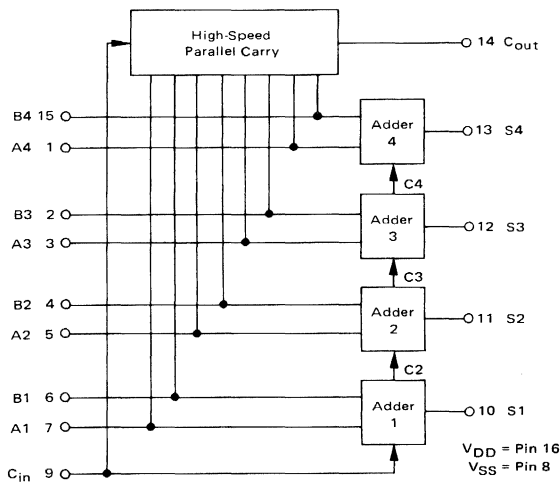 High-Speed
Parallel Carry
14 Cout
B4 15
A4 1
Adder
4
13 S4
C4
B3 2
A3 3
Adder
3
12 S3
C3
B2 4
A2 5
Adder
2
11 S2
C2
B1 6
A1 7
Adder
1
10 S1
Cin 9
VDD = Pin 16
VSS = Pin 8